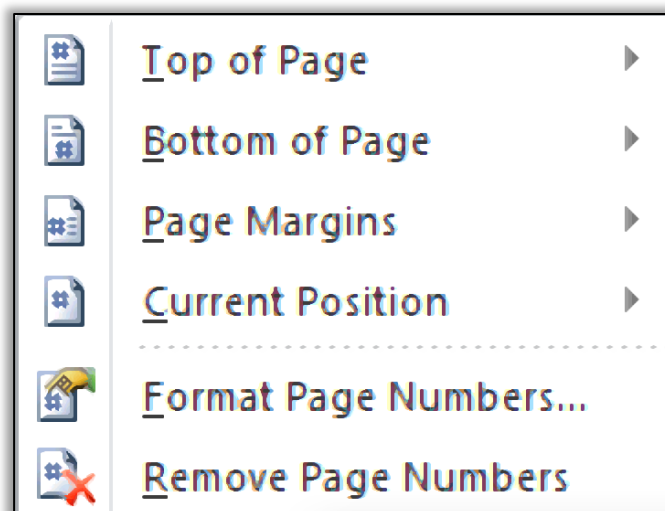 Top of Page
Bottom of Page
Page Margins
Current Position
Format Page Numbers...
Remove Page Numbers